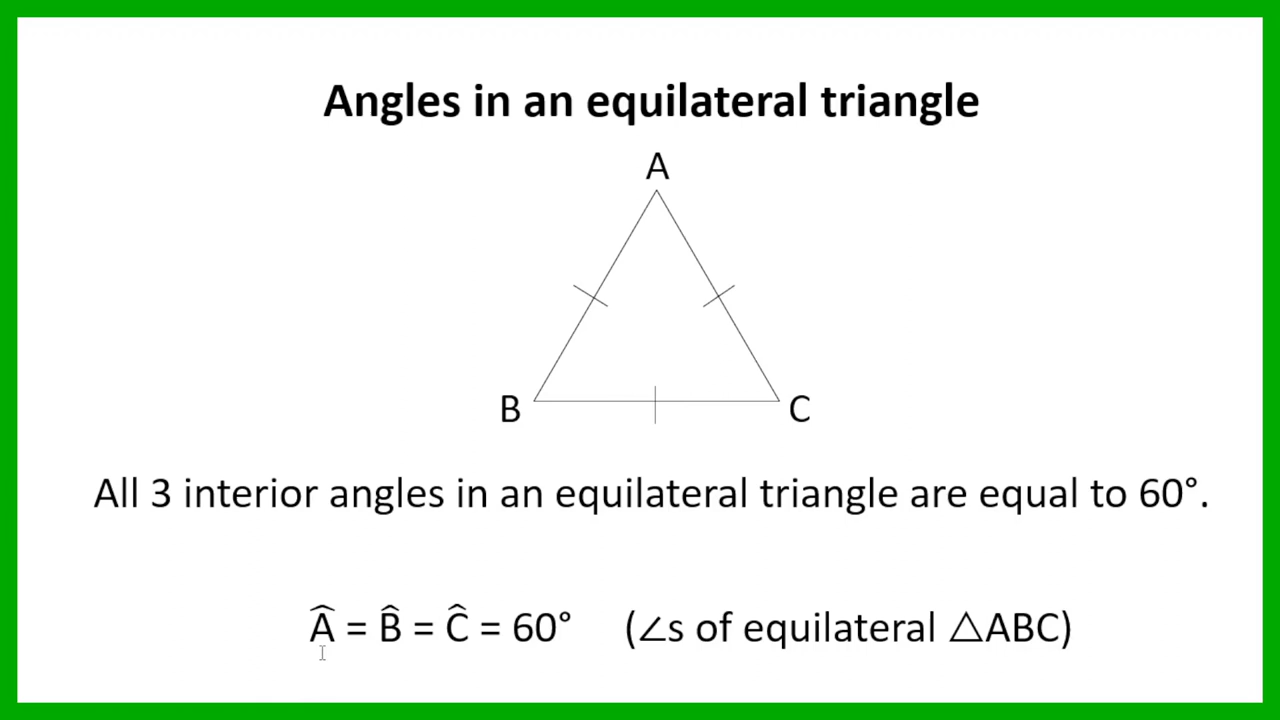 Angles in an equilateral triangle
A
B
C
All 3 interior angles in an equilateral triangle are equal to 60°.
Â = B̂ = Ĉ = 60° (∠s of equilateral △ABC)